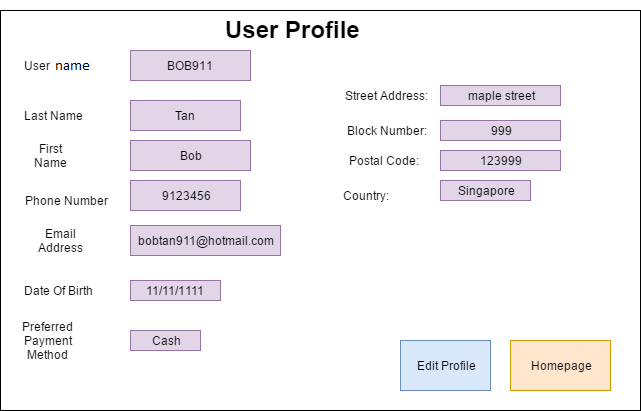 User Profile
User name
BOB911
Last Name
Tan
First
Name
Bob
Phone Number
9123456
Email
Address
bobtan911@hotmail.com
Date Of Birth
11/11/1111
Preferred
Payment
Method
Cash
Street Address:
maple street
Block Number:
999
Postal Code:
123999
Country:
Singapore
Edit Profile
Homepage